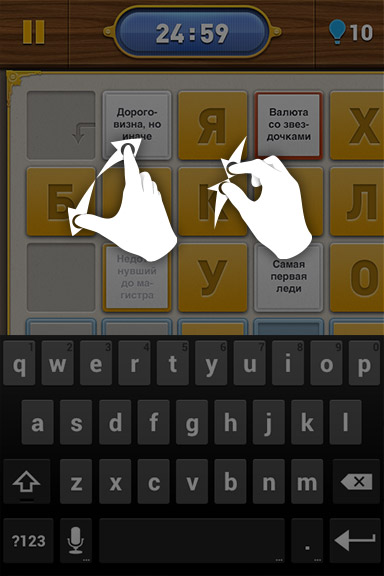 24:59
10
Дорого-
визна, но
иначе
Я
Валюта
со звез-
дочками
Х
Б
К
Л
нувший
до ма-
гистра
У
Самая
первая
леди
О
1 2 3 4 5 6 7 8 9 0
q w e r t y u i o p
a s d f g h j k l
z x c v b n m
?123 ... . ...